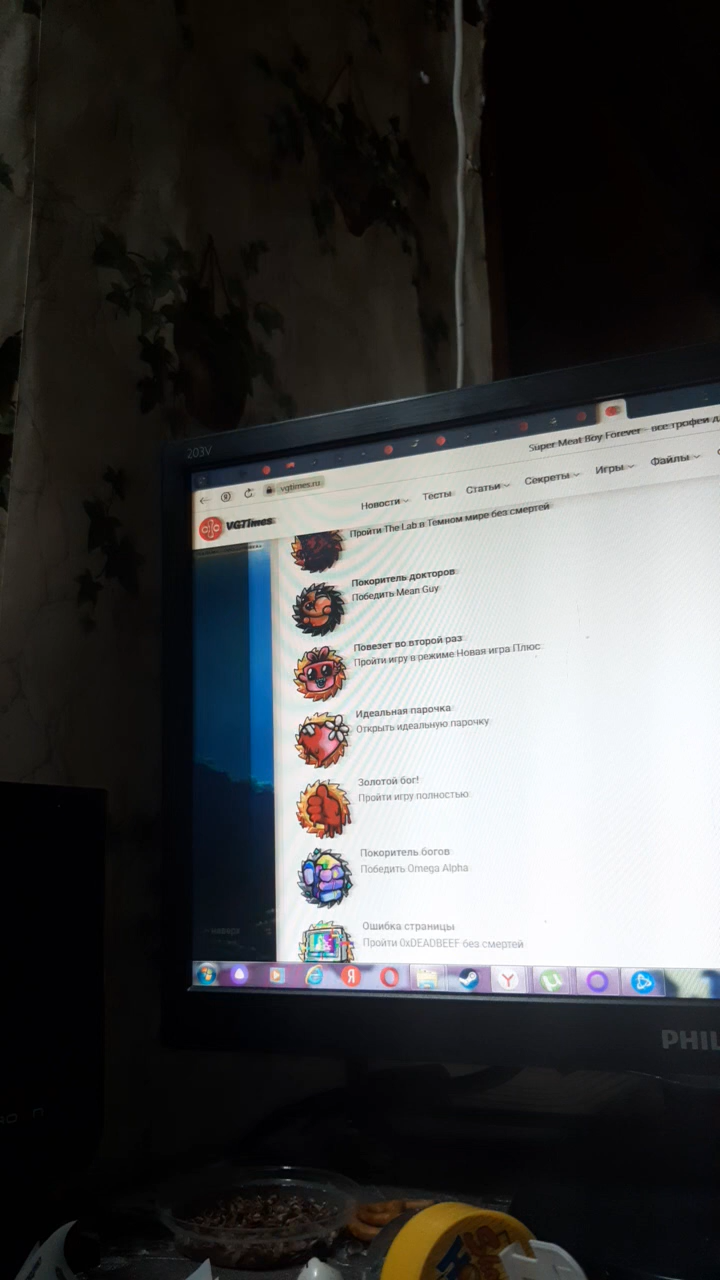 203V
Super Meat Boy Forever - все трофеи
vgtimes.ru
Новости Тесты Статьи Секреты Игры Файлы
VGTimes
Пройти The Lab в Темном мире без смертей
Покоритель докторов
Победить Mean Guy
Повезет во второй раз
Пройти игру в режиме Новая игра Плюс
Идеальная парочка
Открыть идеальную парочку
Золотой бог!
Пройти игру полностью
Покоритель богов
Победить Omega Alpha
Ошибка страницы
Пройти 0xDEADBEEF без смертей
PHIL